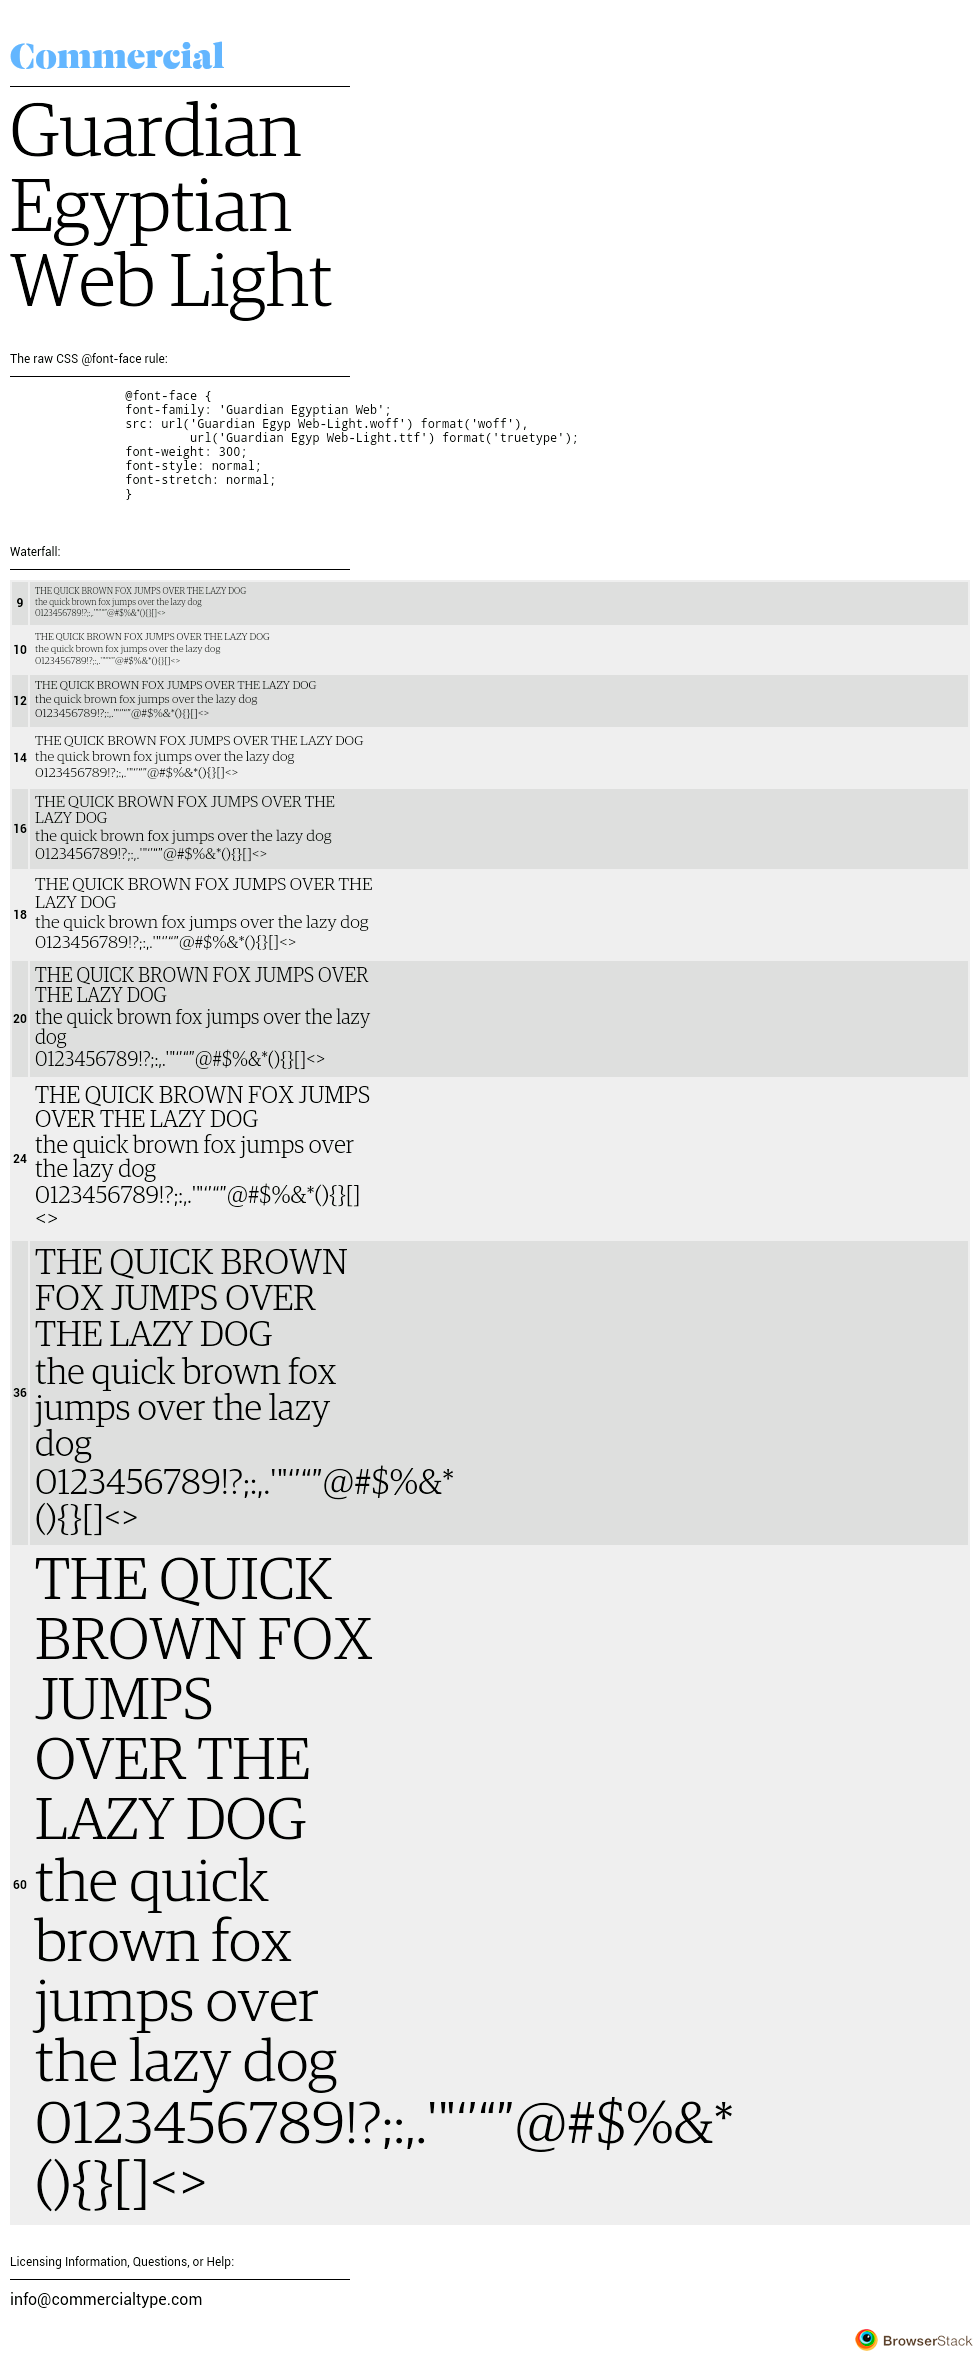 Commercial
Guardian
Egyptian
Web Light
The raw CSS @font-face rule:
@font-face {
font-family: 'Guardian Egyptian Web';
src: url('Guardian Egyp Web-Light.woff') format('woff'),
url('Guardian Egyp Web-Light.ttf') format('truetype');
font-weight: 300;
font-style: normal;
font-stretch: normal;
}
Waterfall:
9
THE QUICK BROWN FOX JUMPS OVER THE LAZY DOG
the quick brown fox jumps over the lazy dog
0123456789!?;:,.'"‘’“”@#$%&*(){}[]<>
10
THE QUICK BROWN FOX JUMPS OVER THE LAZY DOG
the quick brown fox jumps over the lazy dog
0123456789!?;:,.'"‘’“”@#$%&*(){}[]<>
12
THE QUICK BROWN FOX JUMPS OVER THE LAZY DOG
the quick brown fox jumps over the lazy dog
0123456789!?;:,.'"‘’“”@#$%&*(){}[]<>
14
THE QUICK BROWN FOX JUMPS OVER THE LAZY DOG
the quick brown fox jumps over the lazy dog
0123456789!?;:,.'"‘’“”@#$%&*(){}[]<>
16
THE QUICK BROWN FOX JUMPS OVER THE
LAZY DOG
the quick brown fox jumps over the lazy dog
0123456789!?;:,.'"‘’“”@#$%&*(){}[]<>
18
THE QUICK BROWN FOX JUMPS OVER THE
LAZY DOG
the quick brown fox jumps over the lazy dog
0123456789!?;:,.'"‘’“”@#$%&*(){}[]<>
20
THE QUICK BROWN FOX JUMPS OVER
THE LAZY DOG
the quick brown fox jumps over the lazy
dog
0123456789!?;:,.'"‘’“”@#$%&*(){}[]<>
24
THE QUICK BROWN FOX JUMPS
OVER THE LAZY DOG
the quick brown fox jumps over
the lazy dog
0123456789!?;:,.'"‘’“”@#$%&*(){}[]
<>
36
THE QUICK BROWN
FOX JUMPS OVER
THE LAZY DOG
the quick brown fox
jumps over the lazy
dog
0123456789!?;:,.'"‘’“”@#$%&*
(){}[]<>
60
THE QUICK
BROWN FOX
JUMPS
OVER THE
LAZY DOG
the quick
brown fox
jumps over
the lazy dog
0123456789!?;:,.'"‘’“”@#$%&*
(){}[]<>
Licensing Information, Questions, or Help:
info@commercialtype.com
BrowserStack